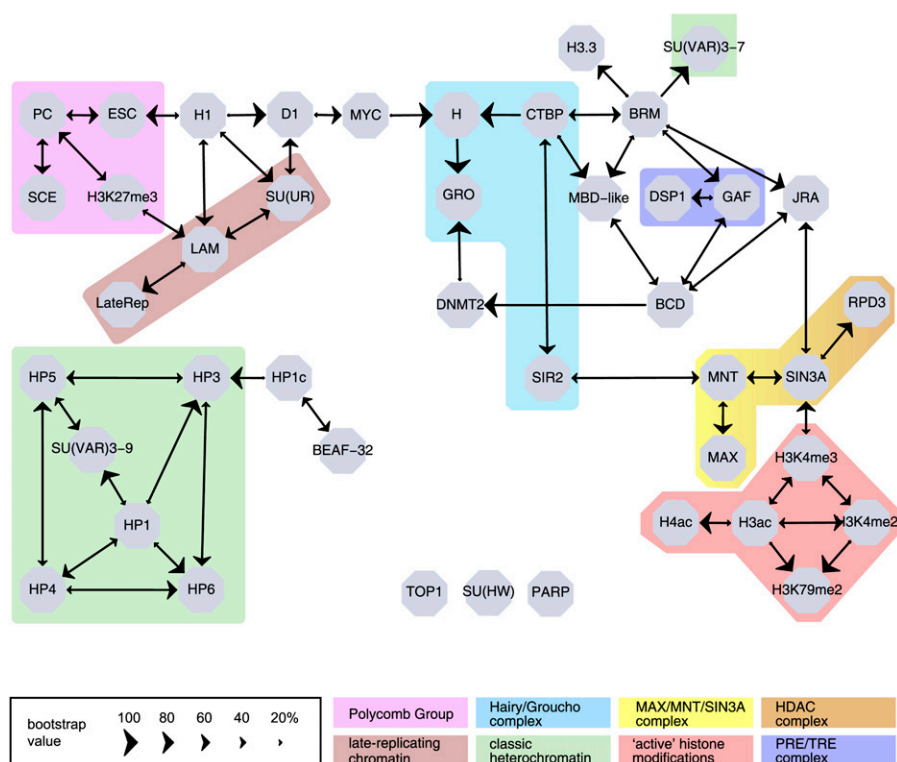 H3.3
SU(VAR)3-7
PC
ESC
H1
D1
MYC
H
CTBP
BRM
SCE
H3K27me3
SU(UR)
GRO
MBD-like
DSP1
GAF
JRA
LAM
LateRep
DNMT2
BCD
RPD3
HP5
HP3
HP1c
SIR2
MNT
SIN3A
SU(VAR)3-9
BEAF-32
MAX
H3K4me3
HP1
H4ac
H3ac
H3K4me2
HP4
HP6
TOP1
SU(HW)
PARP
H3K79me2
bootstrap
value
100
80
60
40
20%
Polycomb Group
Hairy/Groucho
complex
MAX/MNT/SIN3A
complex
HDAC
complex
late-replicating
chromatin
classic
heterochromatin
'active' histone
modifications
PRE/TRE
complex